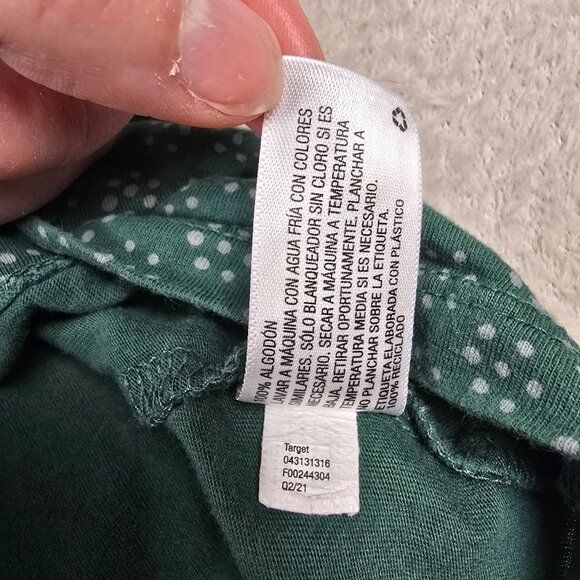 100% ALGODÓN
LAVAR A MÁQUINA CON AGUA FRÍA CON COLORES
SIMILARES. SÓLO BLANQUEADOR SIN CLORO SI ES
NECESARIO. SECAR A MÁQUINA A TEMPERATURA
BAJA. RETIRAR OPORTUNAMENTE. PLANCHAR A
TEMPERATURA MEDIA SI ES NECESARIO.
NO PLANCHAR SOBRE LA ETIQUETA.
ETIQUETA ELABORADA CON PLÁSTICO
100% RECICLADO
Target
043131316
F00244304
Q2/21